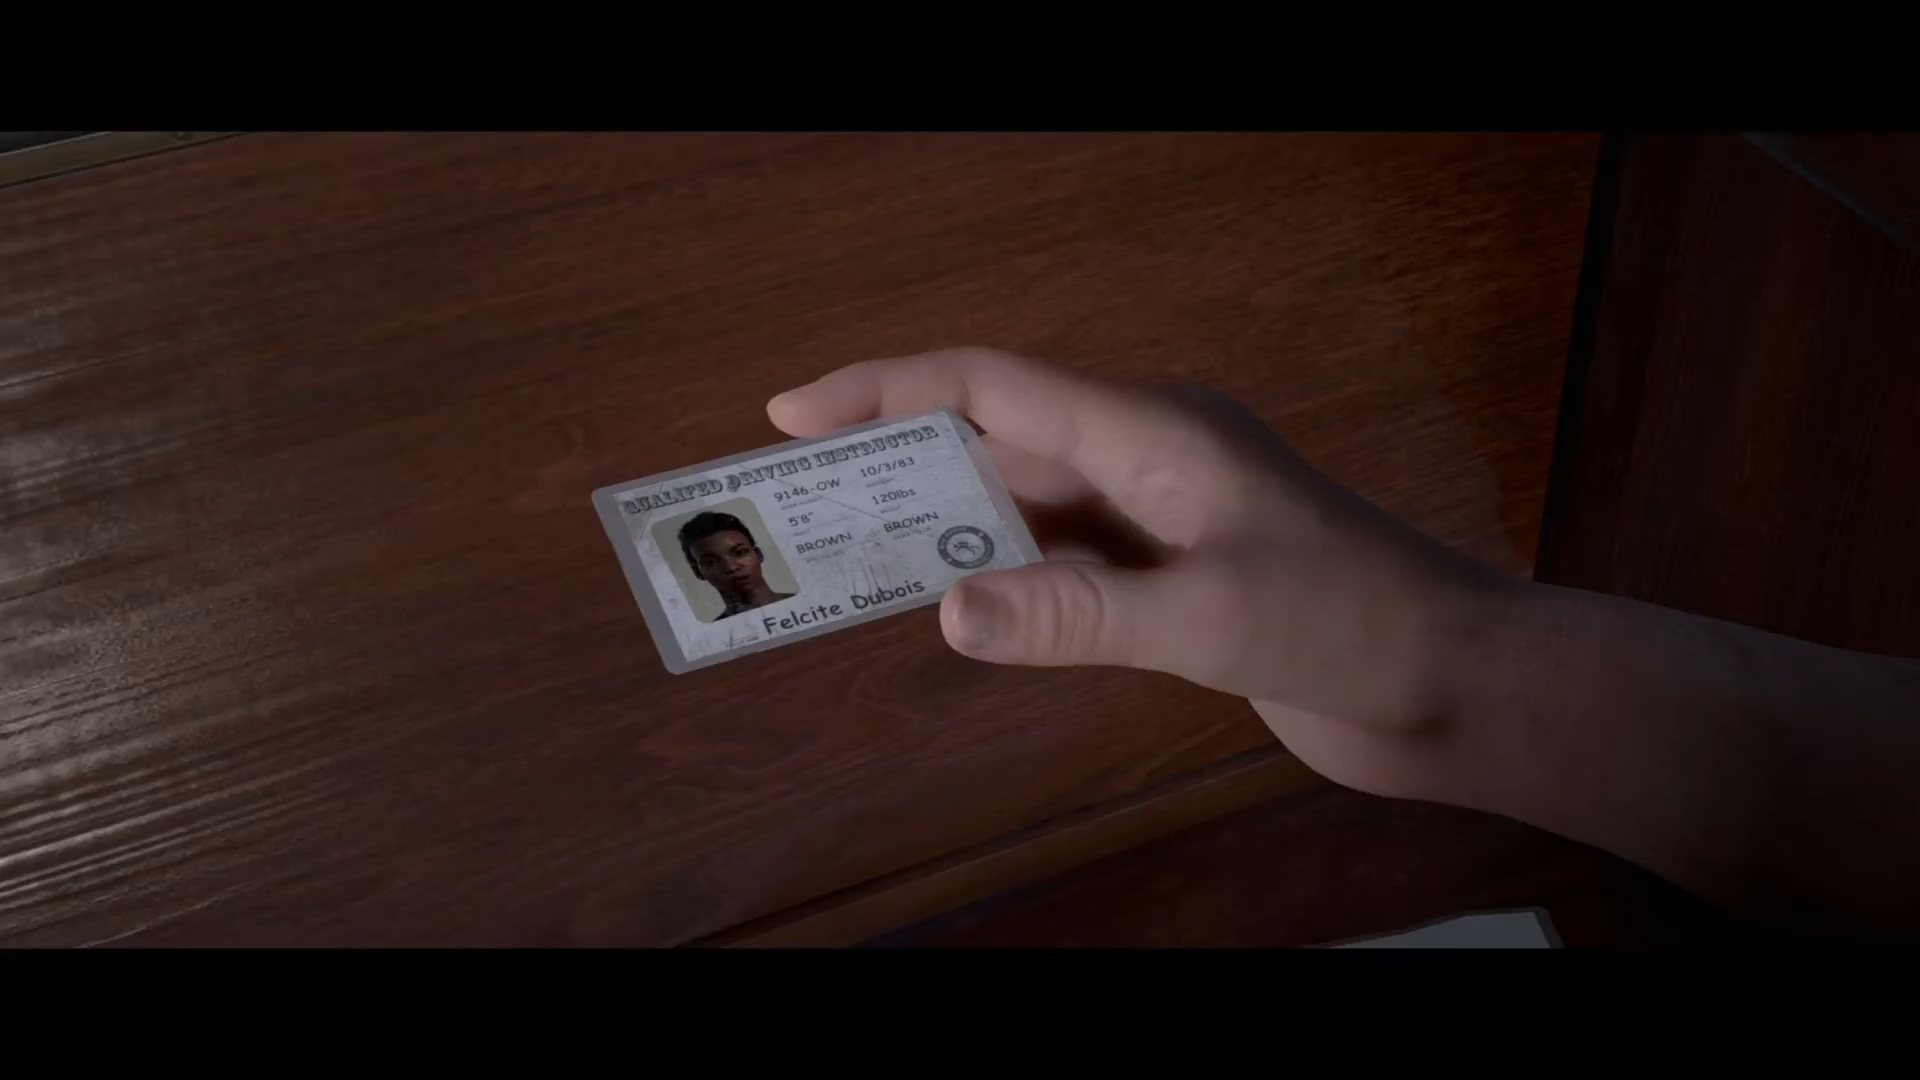 QUALIFED DRIVING INSTRUCTOR
9146-OW 10/3/83
5'8" 120lbs
BROWN BROWN
Felcite Dubois